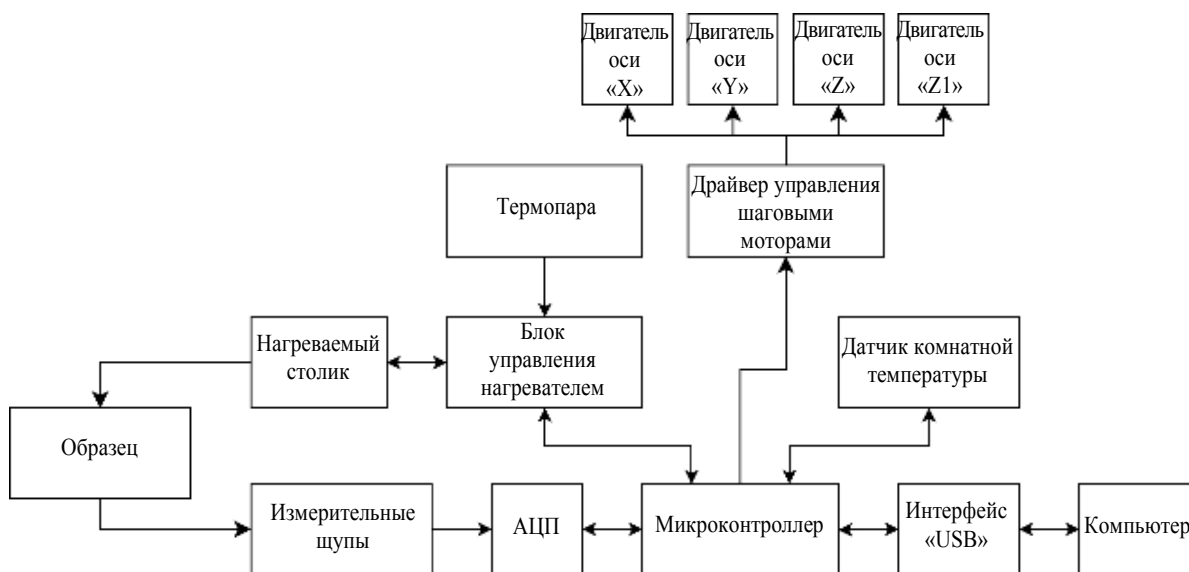 Двигатель
оси
«X»
Двигатель
оси
«Y»
Двигатель
оси
«Z»
Двигатель
оси
«Z1»
Термопара
Драйвер управления
шаговыми
моторами
Нагреваемый
столик
Блок
управления
нагревателем
Датчик комнатной
температуры
Образец
Измерительные
щупы
АЦП
Микроконтроллер
Интерфейс
«USB»
Компьютер